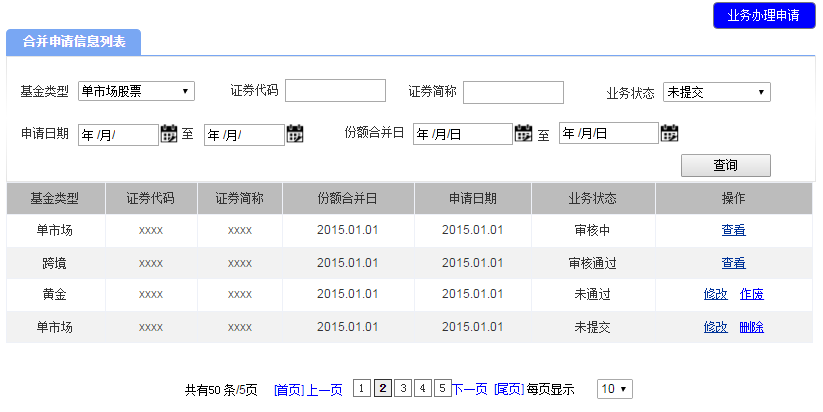 业务办理申请
合并申请信息列表
基金类型 单市场股票 证券代码 证券简称 业务状态 未提交
申请日期 年 /月/ 至 年 /月/ 份额合并日 年 /月/日 至 年 /月/日
查询
基金类型 证券代码 证券简称 份额合并日 申请日期 业务状态 操作
单市场 xxxx xxxx 2015.01.01 2015.01.01 审核中 查看
跨境 xxxx xxxx 2015.01.01 2015.01.01 审核通过 查看
黄金 xxxx xxxx 2015.01.01 2015.01.01 未通过 修改 作废
单市场 xxxx xxxx 2015.01.01 2015.01.01 未提交 修改 删除
共有50 条/5页 [首页] 上一页 1 2 3 4 5 下一页 [尾页] 每页显示 10